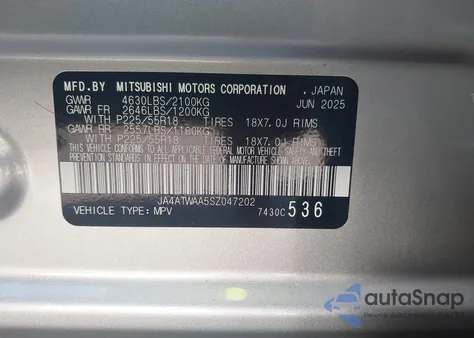 MFD.BY MITSUBISHI MOTORS CORPORATION , JAPAN
GVWR 4630LBS/2100KG JUN 2025
GAWR FR 2646LBS/1200KG
WITH P225/55R18 TIRES 18X7.0J RIMS
GAWR RR 2557LBS/1160KG
WITH P225/55R18 TIRES 18X7.0J RIMS
THIS VEHICLE CONFORMS TO ALL APPLICABLE
FEDERAL MOTOR VEHICLE SAFETY AND THEFT PREVENTION
STANDARDS IN EFFECT ON THE DATE OF MANUFACTURE
SHOWN ABOVE.
JA4ATWAA5SZ047202
VEHICLE TYPE: MPV 7430C 536
autoSnap